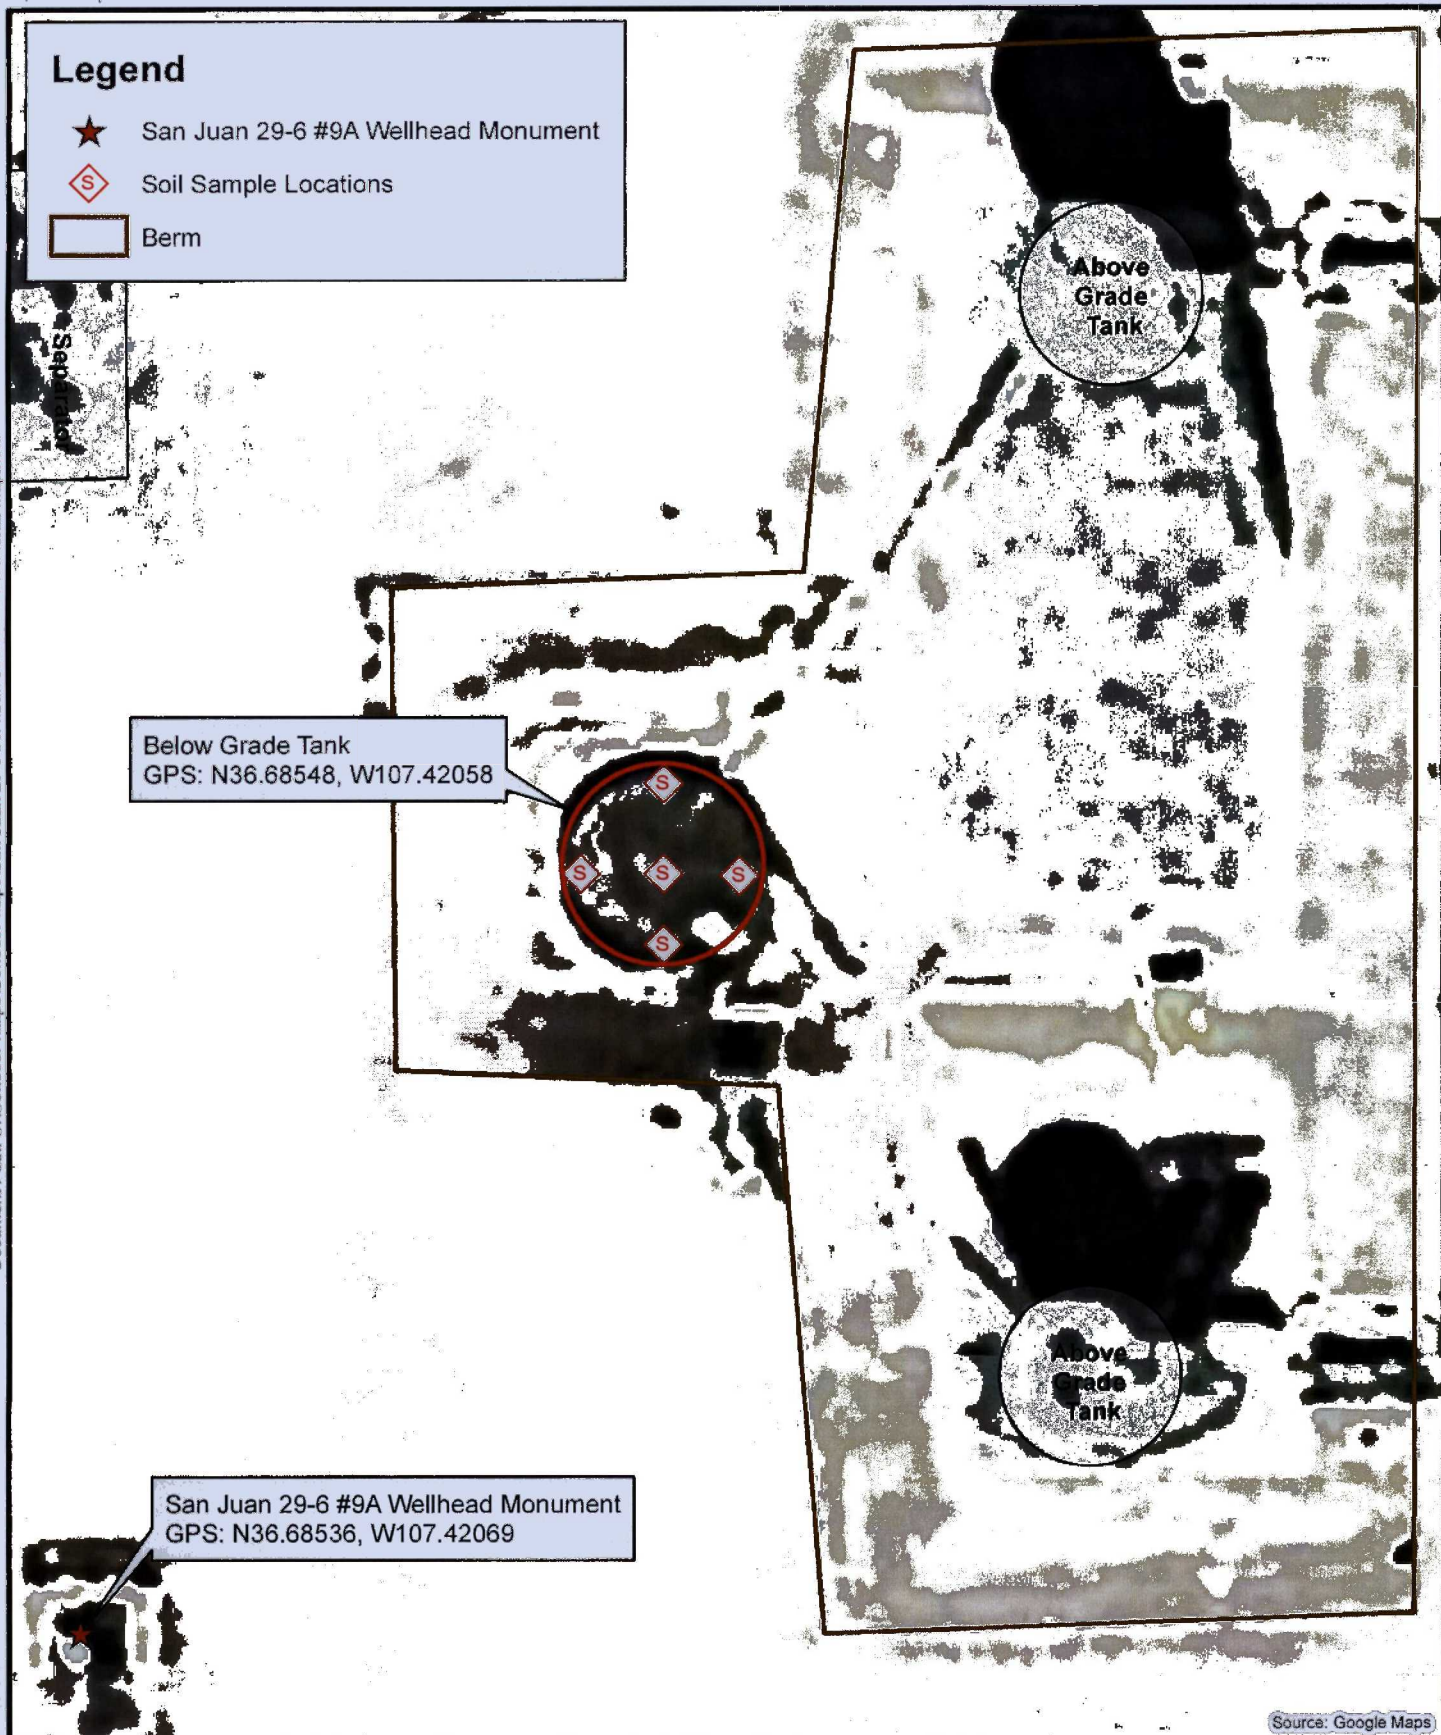 Legend
San Juan 29-6 #9A Wellhead Monument
S
Soil Sample Locations
Berm
Above
Grade
Tank
Separator
Below Grade Tank
GPS: N36.68548, W107.42058
S
S
S
S
S
Above
Grade
Tank
San Juan 29-6 #9A Wellhead Monument
GPS: N36.68536, W107.42069
Source: Google Maps